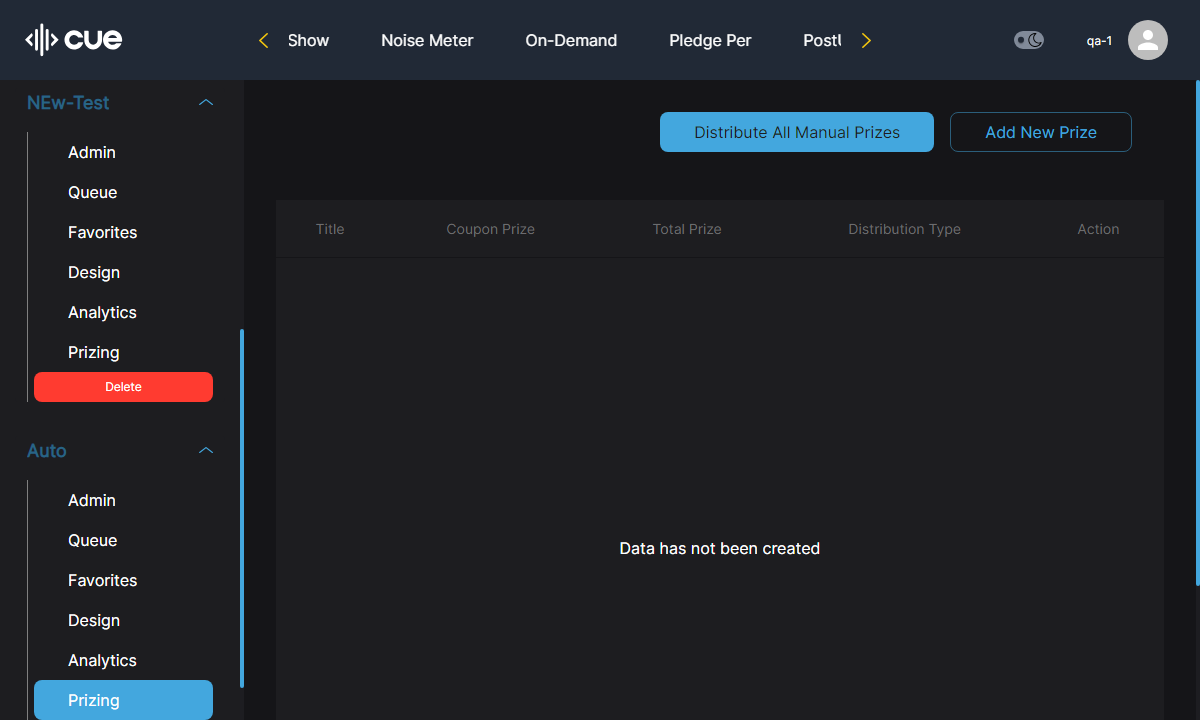 cue
Show
Noise Meter
On-Demand
Pledge Per
qa-1
NEw-Test
Admin
Queue
Favorites
Design
Analytics
Prizing
Delete
Auto
Admin
Queue
Favorites
Design
Analytics
Prizing
Distribute All Manual Prizes
Add New Prize
Title
Coupon Prize
Total Prize
Distribution Type
Action
Data has not been created